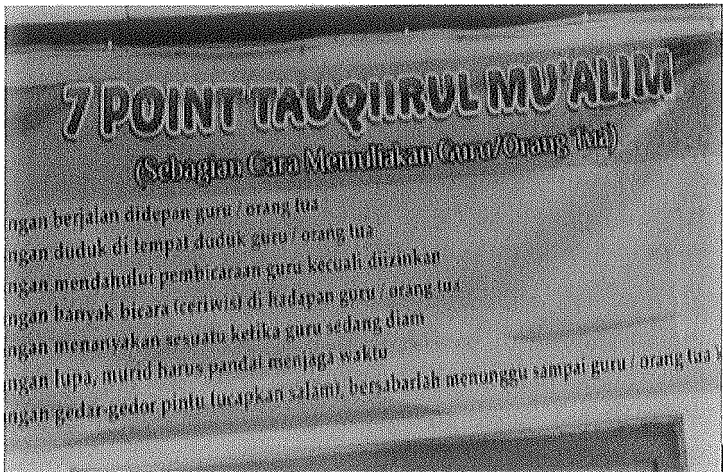 7 POINT TAUQIIRUL MU'ALIM
(Sebagian Cara Memuliakan Guru/Orang Tua)
ngan berjalan didepan guru / orang tua
ngan duduk di tempat duduk guru / orang tua
ngan mendahului pembicaraan guru kecuali diizinkan
ngan banyak bicara (ceriwis) di hadapan guru / orang tua
ngan menanyakan sesuatu ketika guru sedang diam
ngan lupa, murid harus pandai menjaga waktu
ngan gedar-gedor pintu (ucapkan salam), bersabarlah menunggu sampai guru / orang tua y